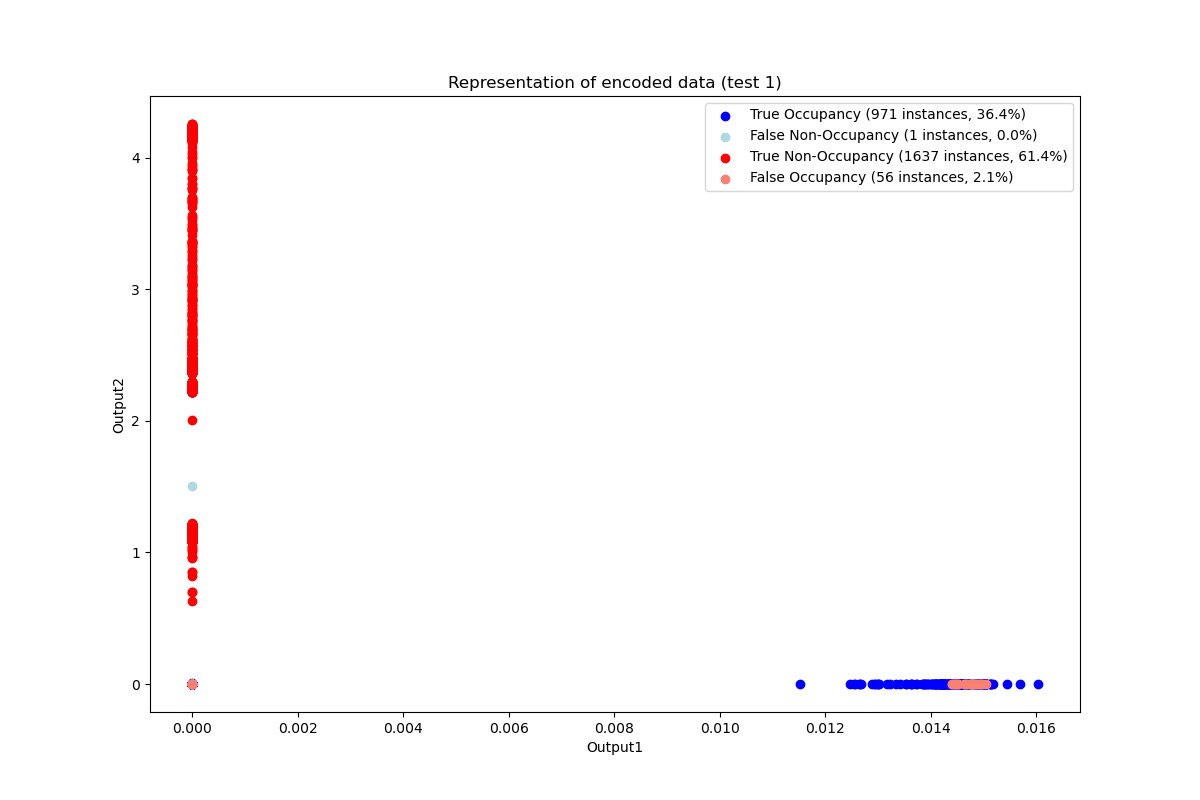 Representation of encoded data (test 1)
True Occupancy (971 instances, 36.4%)
False Non-Occupancy (1 instances, 0.0%)
True Non-Occupancy (1637 instances, 61.4%)
False Occupancy (56 instances, 2.1%)
4
3
2
1
0
Output2
0.000 0.002 0.004 0.006 0.008 0.010 0.012 0.014 0.016
Output1